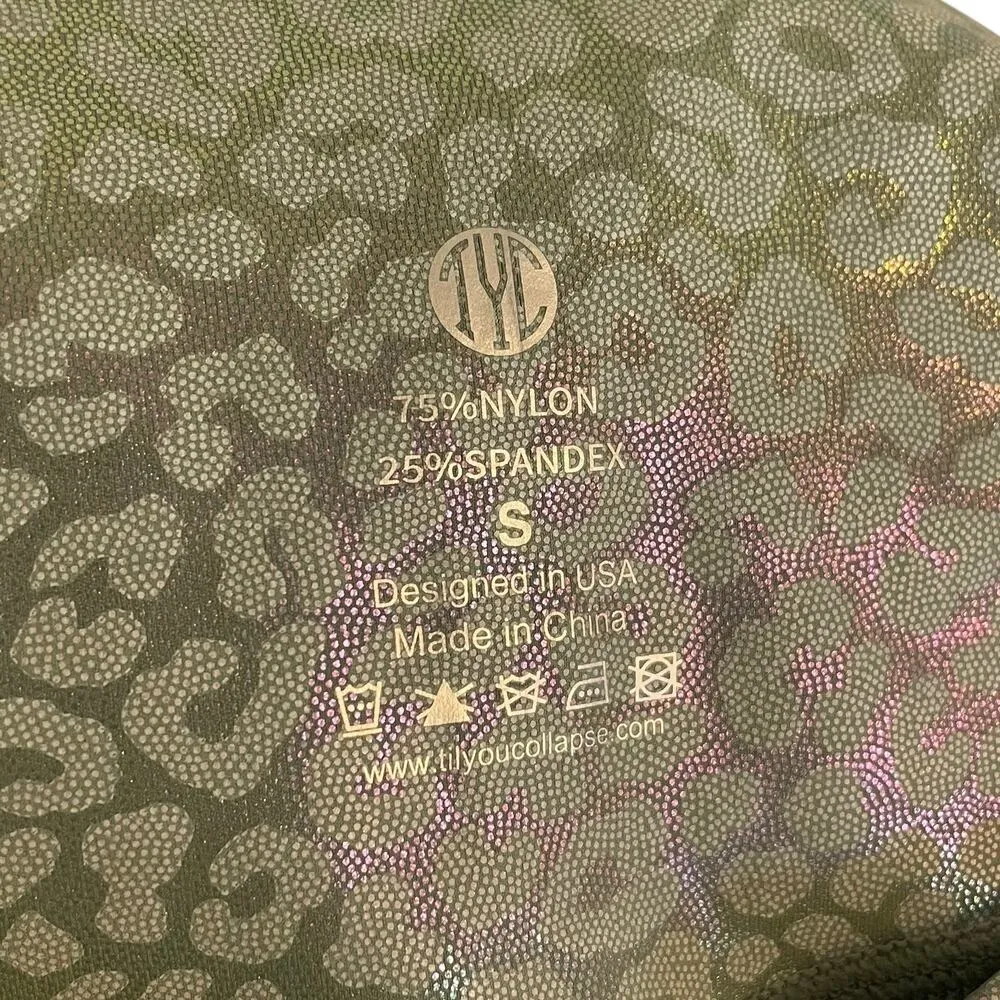 TYC
75%NYLON
25%SPANDEX
S
Designed in USA
Made in China
www.tilyoucollapse.com